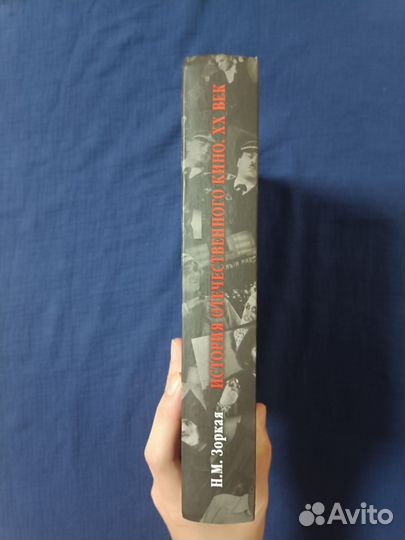 Н.М. Зоркая
ИСТОРИЯ ОТЕЧЕСТВЕННОГО КИНО. XX ВЕК
Avito